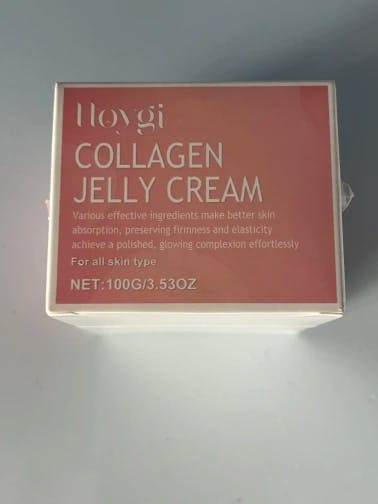 Hoygi
COLLAGEN
JELLY CREAM
Various effective ingredients make better skin
absorption, preserving firmness and elasticity
achieve a polished, glowing complexion effortlessly
For all skin type
NET:100G/3.53OZ